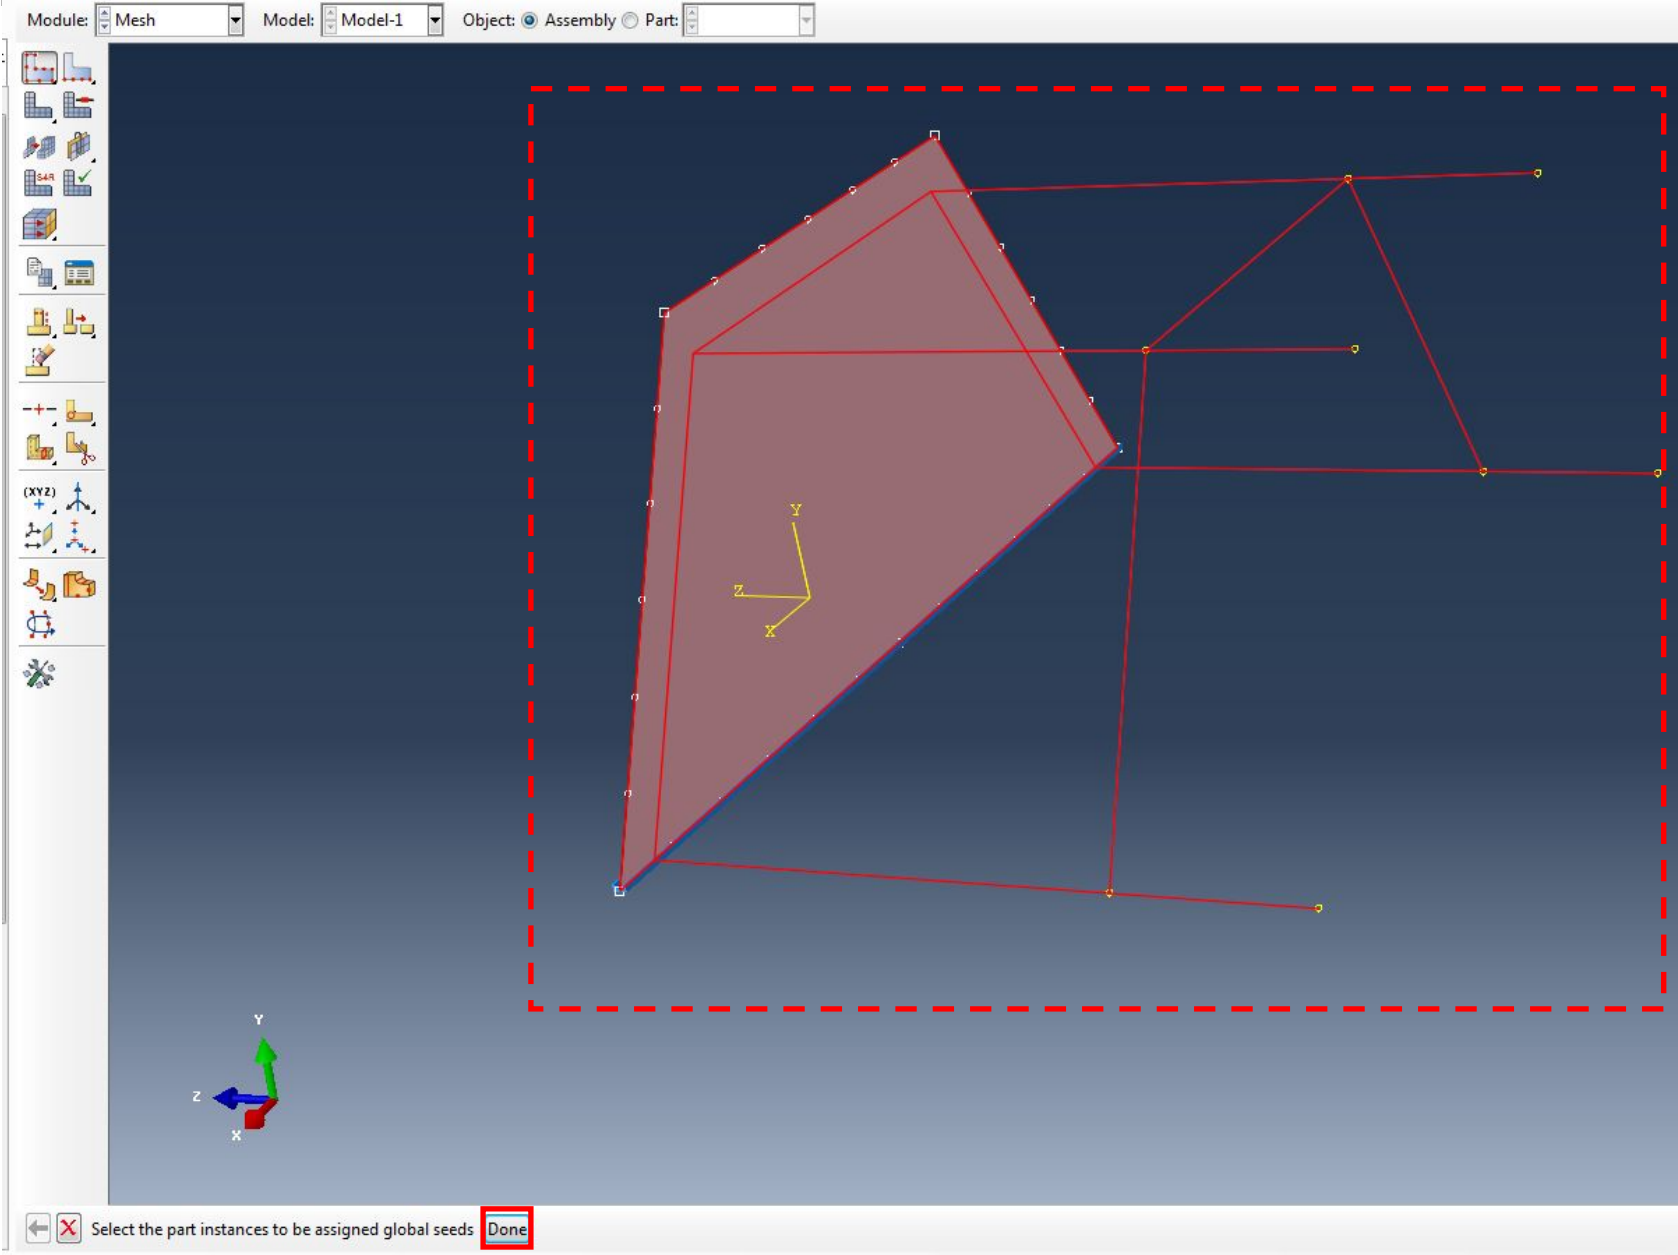 Module: Mesh Model: Model-1 Object: Assembly Part:
S4R
(XYZ)
Y
Z
X
Y
Z
X
Select the part instances to be assigned global seeds Done